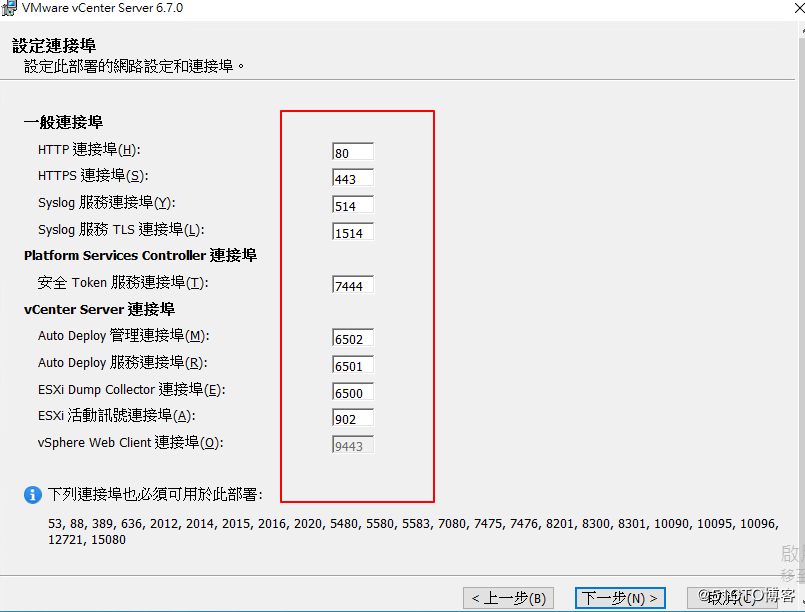 VMware vCenter Server 6.7.0
設定連接埠
設定此部署的網路設定和連接埠。
一般連接埠
HTTP 連接埠(H): 80
HTTPS 連接埠(S): 443
Syslog 服務連接埠(Y): 514
Syslog 服務 TLS 連接埠(L): 1514
Platform Services Controller 連接埠
安全 Token 服務連接埠(T): 7444
vCenter Server 連接埠
Auto Deploy 管理連接埠(M): 6502
Auto Deploy 服務連接埠(R): 6501
ESXi Dump Collector 連接埠(E): 6500
ESXi 活動訊號連接埠(A): 902
vSphere Web Client 連接埠(O): 9443
下列連接埠也必須可用於此部署:
53, 88, 389, 636, 2012, 2014, 2015, 2016, 2020, 5480, 5580, 5583, 7080, 7475, 7476, 8201, 8300, 8301, 10090, 10095, 10096,
12721, 15080
啟用
移至
< 上一步(B) 下一步(N) > 取消(C)
@51CTO博客